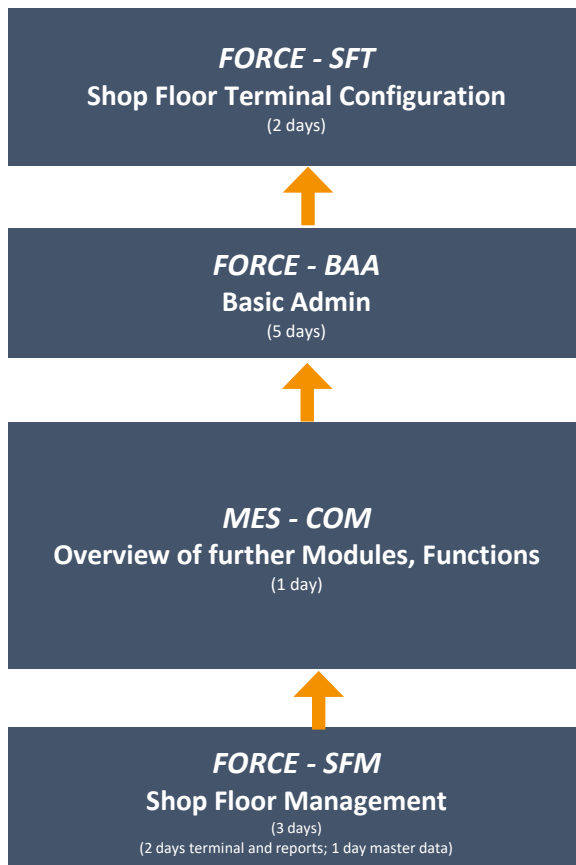 FORCE - SFT
Shop Floor Terminal Configuration
(2 days)
FORCE - BAA
Basic Admin
(5 days)
MES - COM
Overview of further Modules, Functions
(1 day)
FORCE - SFM
Shop Floor Management
(3 days)
(2 days terminal and reports; 1 day master data)